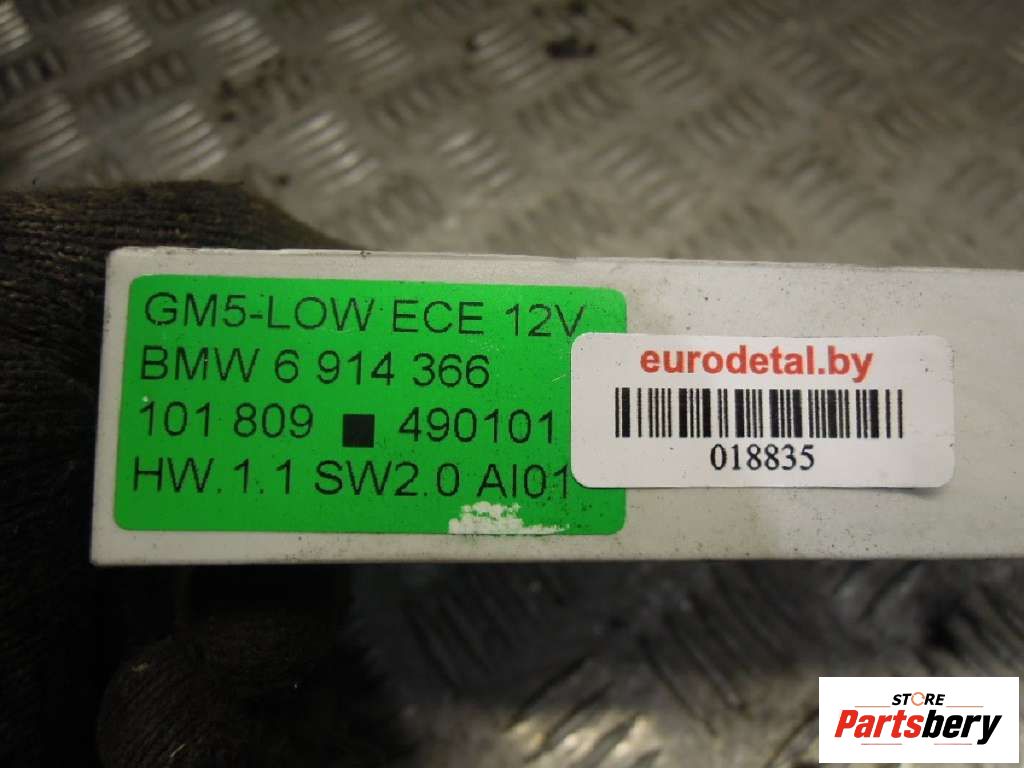 GM5-LOW ECE 12V
BMW 6 914 366
101 809 ■ 490101
HW.1.1 SW2.0 AI01
eurodetal.by
018835
STORE
Partsbery